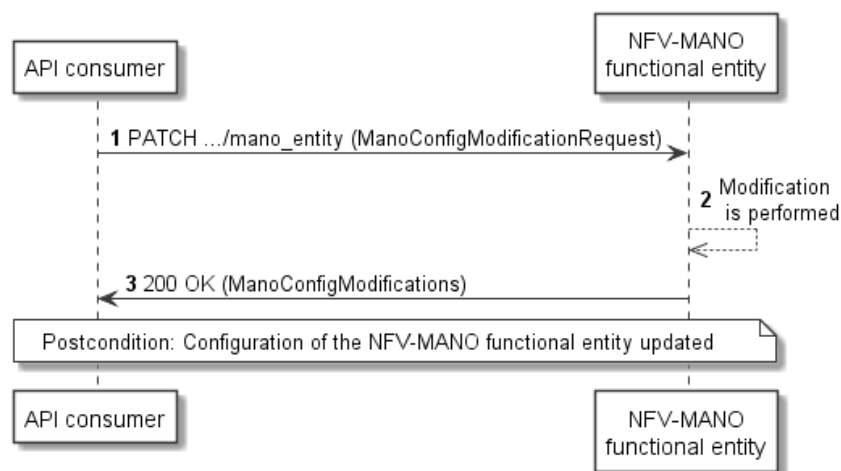 NFV-MANO
functional entity
API consumer
1 PATCH .../mano_entity (ManoConfigModificationRequest)
2 Modification
is performed
3 200 OK (ManoConfigModifications)
Postcondition: Configuration of the NFV-MANO functional entity updated
API consumer
NFV-MANO
functional entity